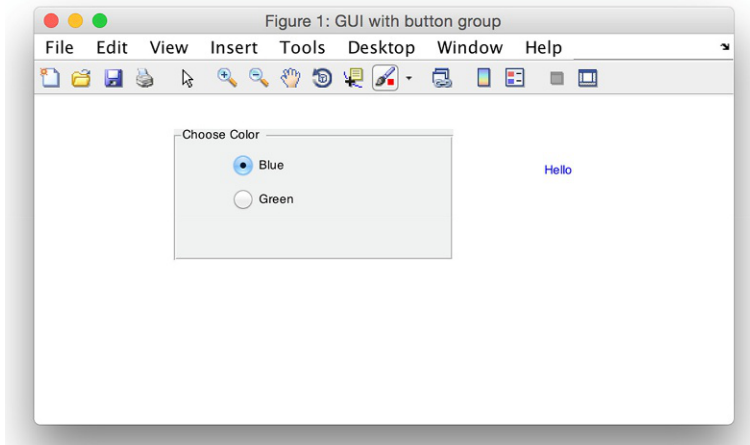 Figure 1: GUI with button group
File Edit View Insert Tools Desktop Window Help
Choose Color
Blue
Hello
Green